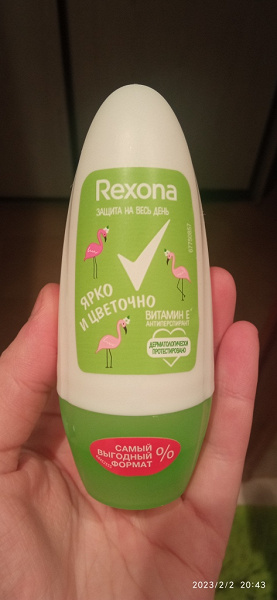 Rexona
ЗАЩИТА НА ВЕСЬ ДЕНЬ
ЯРКО
И ЦВЕТОЧНО
ВИТАМИН Е
АНТИПЕРСПИРАНТ
ДЕРМАТОЛОГИЧЕСКИ
ПРОТЕСТИРОВАНО
САМЫЙ
ВЫГОДНЫЙ
ФОРМАТ
%
2023/2/2 20:43